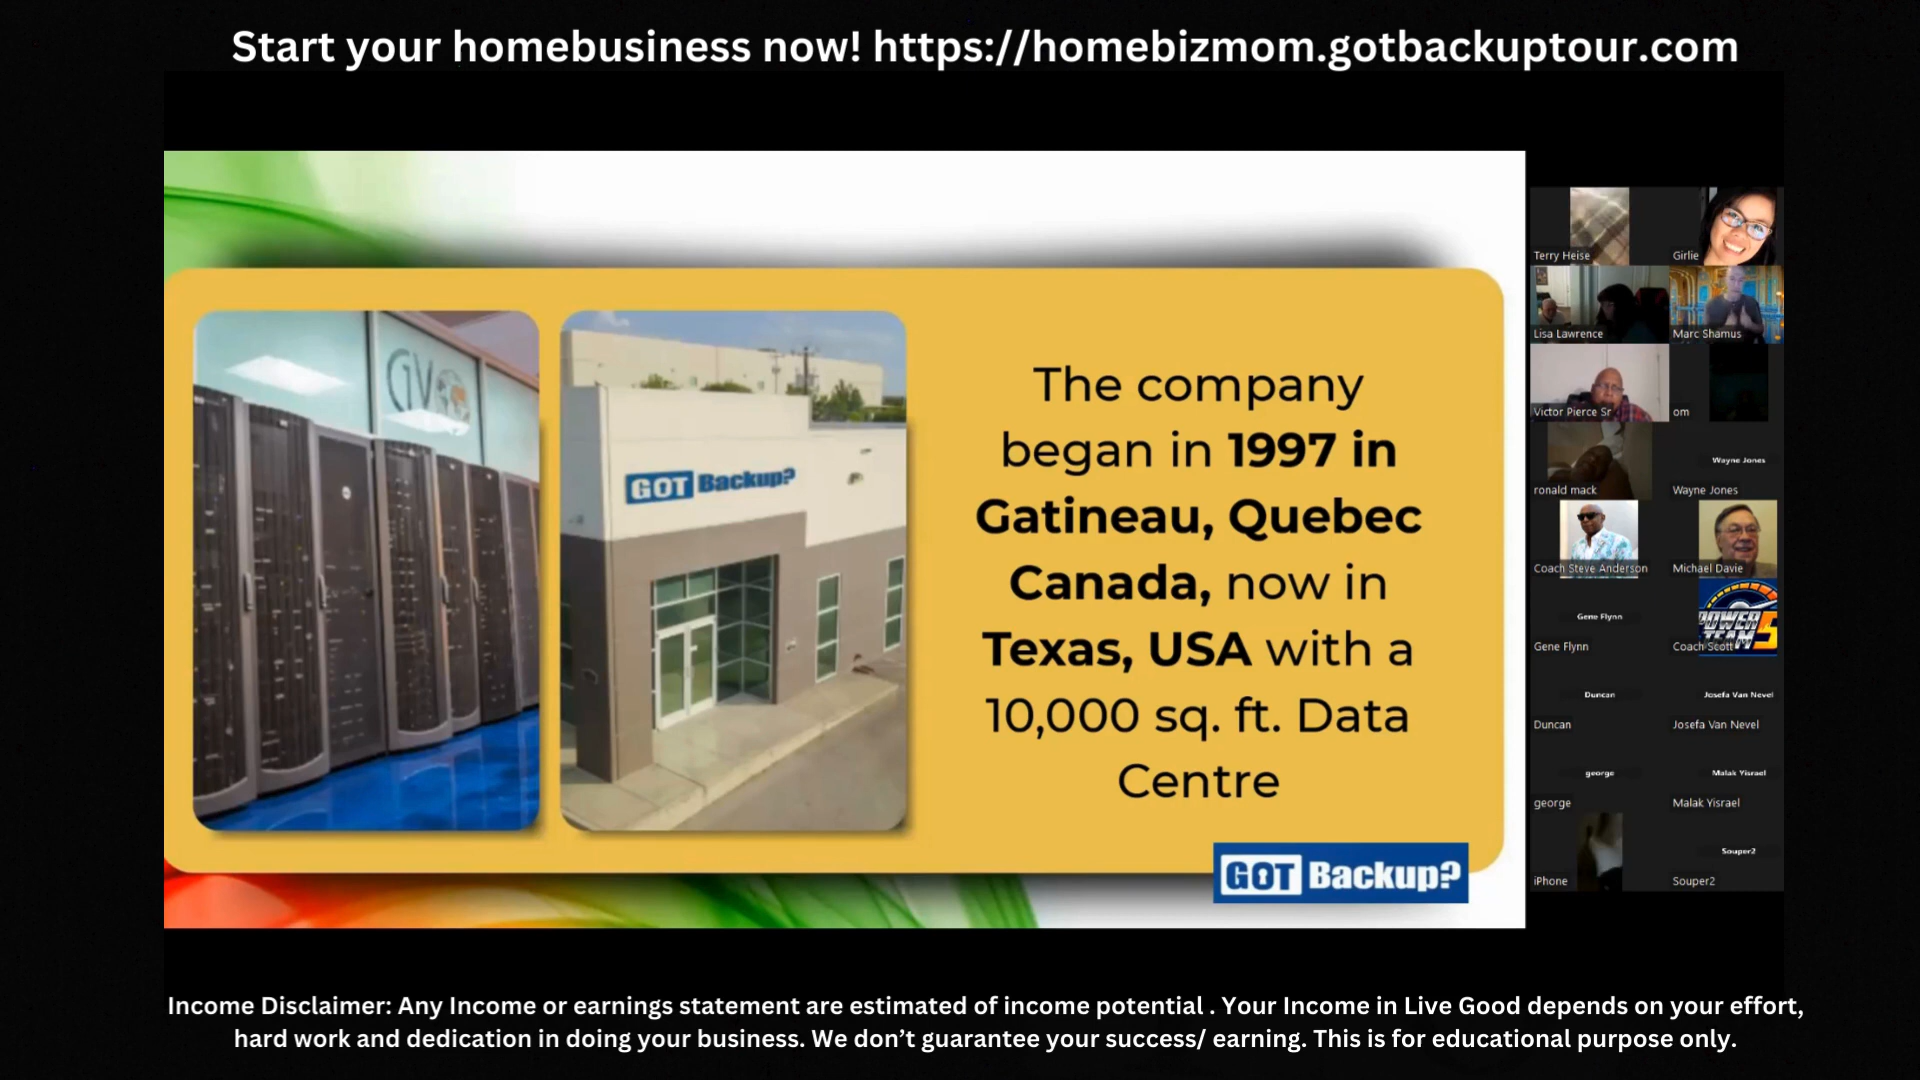 Start your homebusiness now! https://homebizmom.gotbackuptour.com
GVO
GOT Backup?
The company
began in 1997 in
Gatineau, Quebec
Canada, now in
Texas, USA with a
10,000 sq. ft. Data
Centre
GOT Backup?
Terry Heise
Girlie
Lisa Lawrence
Marc Shamus
Victor Pierce Sr
om
ronald mack
Wayne Jones
Wayne Jones
Coach Steve Anderson
Michael Davie
Gene Flynn
Gene Flynn
POWER
TEAM 5
Coach Scott
Duncan
Josefa Van Nevel
Duncan
Josefa Van Nevel
george
Malak Yisrael
george
Malak Yisrael
iPhone
Souper2
Souper2
Income Disclaimer: Any Income or earnings statement are estimated of income potential . Your Income in Live Good depends on your effort,
hard work and dedication in doing your business. We don’t guarantee your success/ earning. This is for educational purpose only.